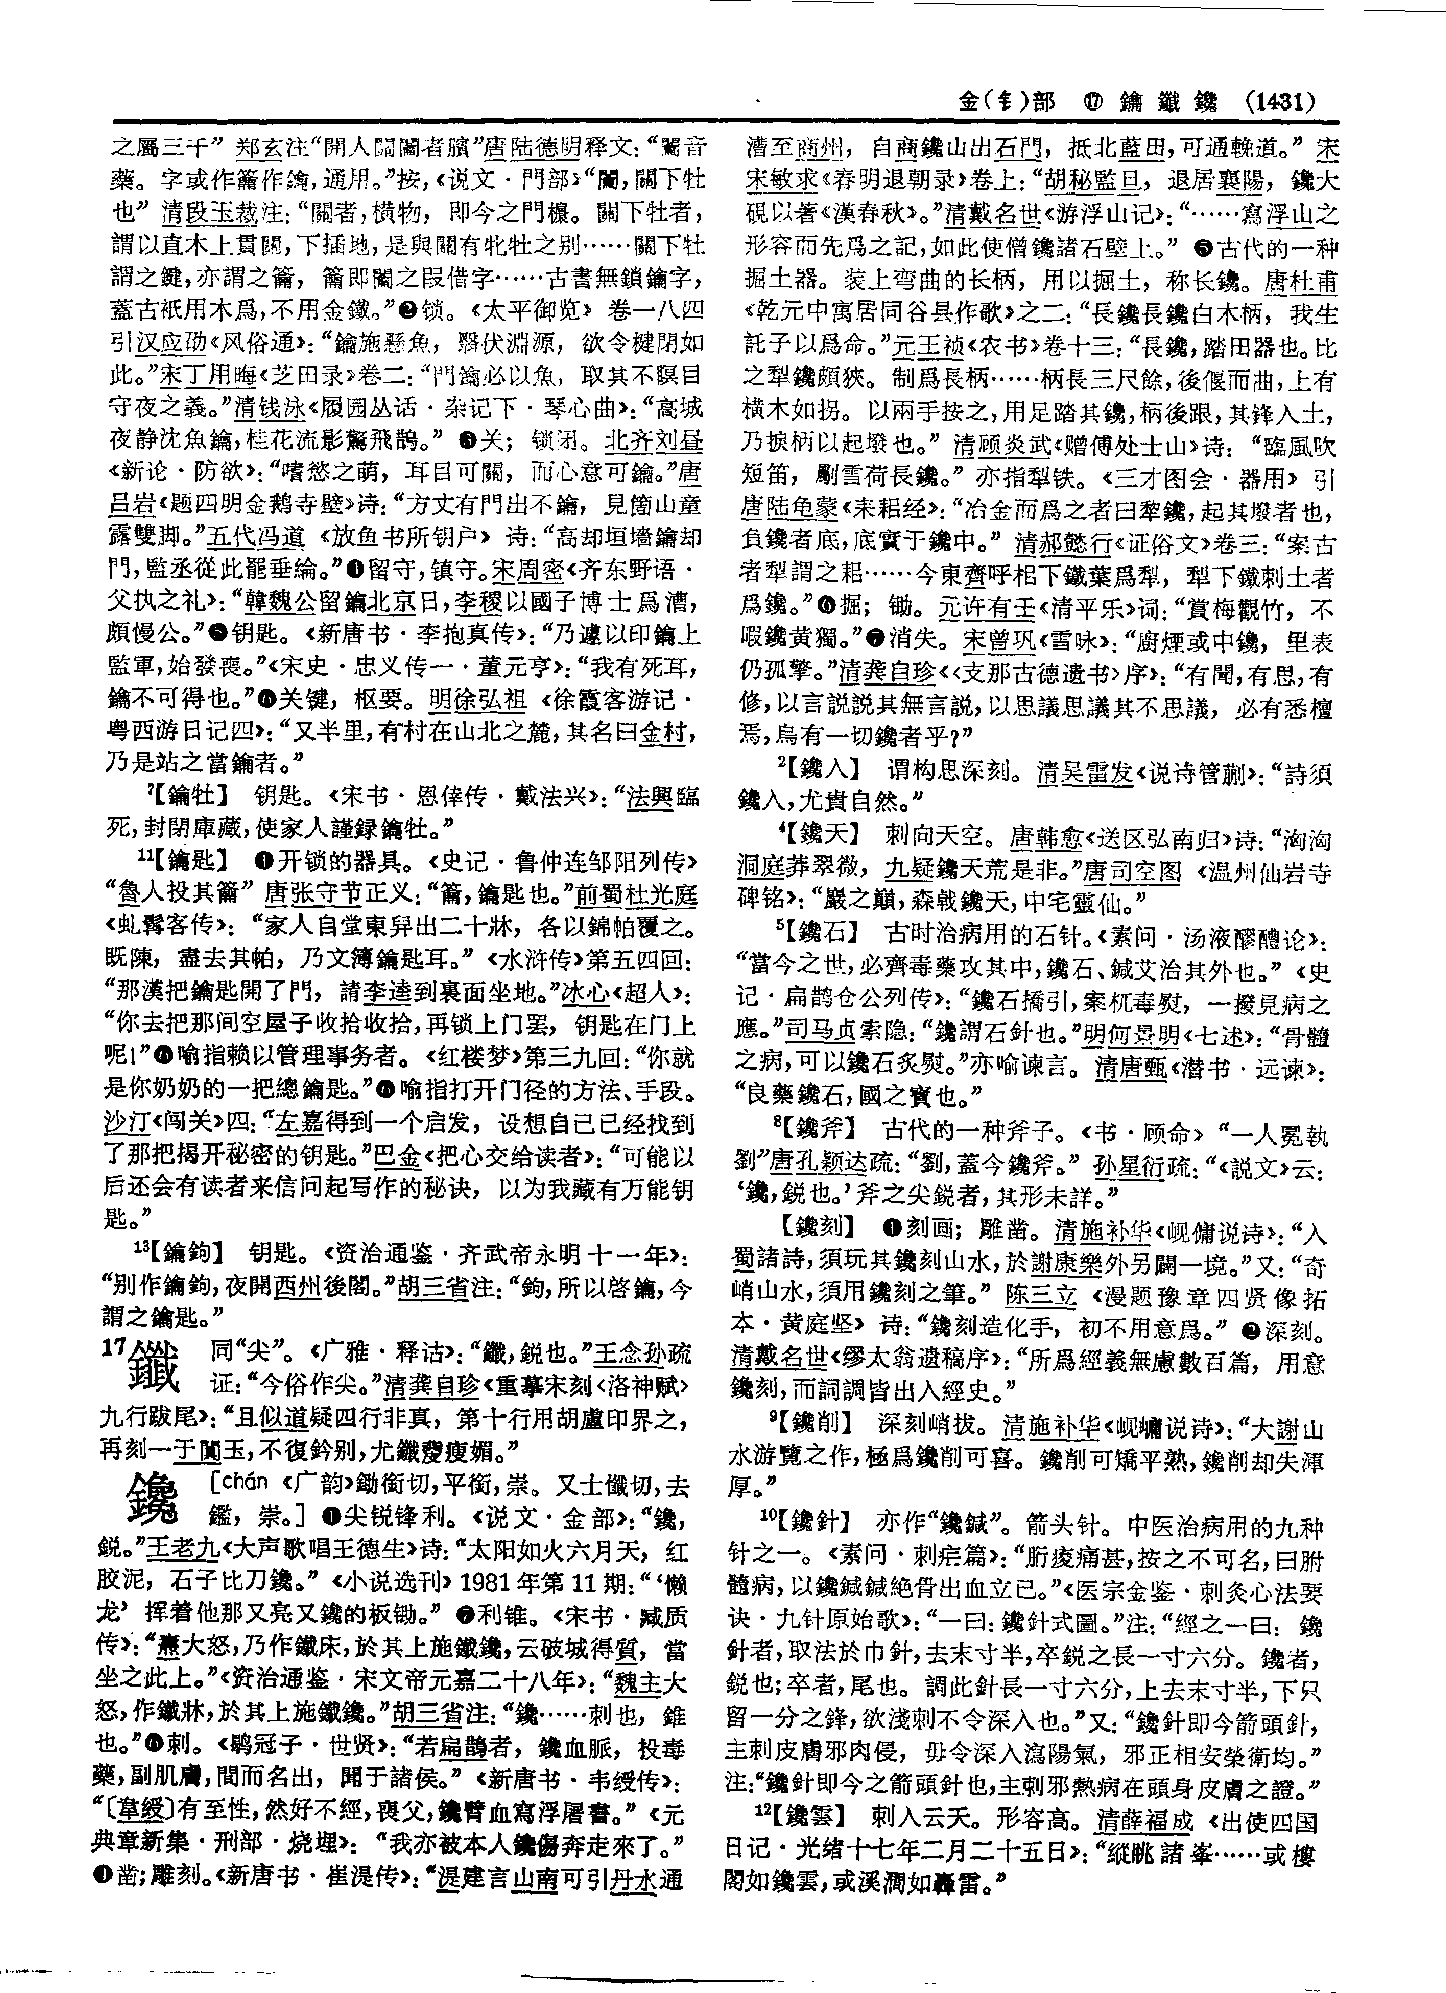 金(钅)部 ⑰ 鑰 鑯 鑱 (1431)
之屬三千” 郑玄注“開人閽闈者臏”唐陆德明释文：“闈音
藥。字或作籥作鑰，通用。”按，《说文·門部》“關，關下牡
也” 清段玉裁注：“關者，横物，即今之門櫎。關下牡者，
謂以直木上貫關，下插地，是與關有牝牡之别……關下牡
謂之鍵，亦謂之籥，籥即關之叚借字……古書無鎖鑰字，
蓋古衹用木爲，不用金鐵。”❷锁。《太平御览》卷一八四
引汉应劭《风俗通》：“鑰施懸魚，翳伏淵源，欲令楗閉如
此。”宋丁用晦《芝田录》卷二：“門鑰必以魚，取其不瞑目
守夜之義。”清钱泳《履园丛话·杂记下·琴心曲》：“高城
夜静沈魚鑰，桂花流影驚飛鵲。” ❸关；锁闭。北齐刘昼
《新论·防欲》：“嗜慾之萌，耳目可關，而心意可鑰。”唐
吕岩《题四明金鹅寺壁》诗：“方丈有門出不鑰，見箇山童
露雙脚。”五代冯道《放鱼书所钥户》诗：“高却垣墙鑰却
門，監丞從此罷垂綸。”❹留守，镇守。宋周密《齐东野语·
父执之礼》：“韓魏公留鑰北京日，李稷以國子博士爲漕，
頗慢公。”❺钥匙。《新唐书·李抱真传》：“乃遽以印鑰上
監軍，始發喪。”《宋史·忠义传一·董元亨》：“我有死耳，
鑰不可得也。”❻关键，枢要。明徐弘祖《徐霞客游记·
粤西游日记四》：“又半里，有村在山北之麓，其名曰金村，
乃是站之當鑰者。”
⁷【鑰牡】 钥匙。《宋书·恩倖传·戴法兴》：“法興臨
死，封閉庫藏，使家人謹録鑰牡。”
¹¹【鑰匙】 ❶开锁的器具。《史记·鲁仲连邹阳列传》
“魯人投其籥” 唐张守节正义：“籥，鑰匙也。”前蜀杜光庭
《虬髯客传》：“家人自堂東舁出二十牀，各以錦帕覆之。
既陳，盡去其帕，乃文簿鑰匙耳。”《水浒传》第五四回：
“那漢把鑰匙開了門，請李逵到裏面坐地。”冰心《超人》：
“你去把那间空屋子收拾收拾，再锁上门罢，钥匙在门上
呢！”❷喻指赖以管理事务者。《红楼梦》第三九回：“你就
是你奶奶的一把總鑰匙。”❸喻指打开门径的方法、手段。
沙汀《闯关》四：“左嘉得到一个启发，设想自己已经找到
了那把揭开秘密的钥匙。”巴金《把心交给读者》：“可能以
后还会有读者来信问起写作的秘诀，以为我藏有万能钥
匙。”
¹³【鑰鉤】 钥匙。《资治通鉴·齐武帝永明十一年》：
“别作鑰鉤，夜開西州後閤。”胡三省注：“鉤，所以啓鑰，今
謂之鑰匙。”
17鑯 同“尖”。《广雅·释诂》：“鑯，鋭也。”王念孙疏
证：“今俗作尖。”清龚自珍《重摹宋刻〈洛神赋〉
九行跋尾》：“且似道疑四行非真，第十行用胡盧印界之，
再刻一于闐玉，不復鈐别，尤鑯瘦媚。”
鑱 [chán《广韵》鋤銜切，平銜，崇。又士懺切，去
鑑，崇。] ❶尖锐锋利。《说文·金部》：“鑱，
鋭。”王老九《大声歌唱王德生》诗：“太阳如火六月天，红
胶泥，石子比刀鑱。”《小说选刊》1981年第11期：“‘懒
龙’挥着他那又亮又鑱的板锄。” ❷利锥。《宋书·臧质
传》：“燾大怒，乃作鐵床，於其上施鐵鑱，云破城得質，當
坐之此上。”《资治通鉴·宋文帝元嘉二十八年》：“魏主大
怒，作鐵牀，於其上施鐵鑱。”胡三省注：“鑱……刺也，錐
也。”❸刺。《鹖冠子·世贤》：“若扁鵲者，鑱血脈，投毒
藥，副肌膚，閒而名出，聞于諸侯。”《新唐书·韦绶传》：
“〔韋綬〕有至性，然好不經，喪父，鑱臂血寫浮屠書。”《元
典章新集·刑部·烧埋》：“我亦被本人鑱傷奔走來了。”
❹凿；雕刻。《新唐书·崔湜传》：“湜建言山南可引丹水通
漕至商州，自商鑱山出石門，抵北藍田，可通輓道。”宋
宋敏求《春明退朝录》卷上：“胡秘監旦，退居襄陽，鑱大
硯以著《漢春秋》。”清戴名世《游浮山记》：“……寫浮山之
形容而先爲之記，如此使僧鑱諸石壁上。” ❺古代的一种
掘土器。装上弯曲的长柄，用以掘土，称长鑱。唐杜甫
《乾元中寓居同谷县作歌》之二：“長鑱長鑱白木柄，我生
託子以爲命。”元王祯《农书》卷十三：“長鑱，踏田器也。比
之犁鑱頗狹。制爲長柄……柄長三尺餘，後偃而曲，上有
横木如拐。以兩手按之，用足踏其鑱，柄後跟，其鋒入土，
乃捩柄以起墢也。” 清顾炎武《赠傅处士山》诗：“臨風吹
短笛，劚雪荷長鑱。”亦指犁铁。《三才图会·器用》引
唐陆龟蒙《耒耜经》：“冶金而爲之者曰犂鑱，起其墢者也，
負鑱者底，底實于鑱中。” 清郝懿行《证俗文》卷三：“案古
者犁謂之耜……今東齊呼耜下鐵葉爲犁，犁下鐵刺土者
爲鑱。”❻掘；锄。元许有壬《清平乐》词：“賞梅觀竹，不
暇鑱黄獨。”❼消失。宋曾巩《雪咏》：“廚煙或中鑱，里表
仍孤擎。”清龚自珍《〈支那古德遗书〉序》：“有聞，有思，有
修，以言説説其無言説，以思議思議其不思議，必有悉檀
焉，烏有一切鑱者乎？”
²【鑱入】 谓构思深刻。清吴雷发《说诗管蒯》：“詩須
鑱入，尤貴自然。”
⁴【鑱天】 刺向天空。唐韩愈《送区弘南归》诗：“洶洶
洞庭莽翠微，九疑鑱天荒是非。”唐司空图《温州仙岩寺
碑铭》：“巖之巔，森戟鑱天，中宅靈仙。”
⁵【鑱石】 古时治病用的石针。《素问·汤液醪醴论》：
“當今之世，必齊毒藥攻其中，鑱石、鍼艾治其外也。”《史
记·扁鹊仓公列传》：“鑱石撟引，案杌毒熨，一撥見病之
應。”司马贞索隐：“鑱謂石針也。”明何景明《七述》：“骨髓
之病，可以鑱石炙熨。”亦喻谏言。清唐甄《潜书·远谏》：
“良藥鑱石，國之寶也。”
⁸【鑱斧】 古代的一种斧子。《书·顾命》“一人冕執
劉”唐孔颖达疏：“劉，蓋今鑱斧。” 孙星衍疏：“《説文》云：
‘鑱，鋭也。’斧之尖鋭者，其形未詳。”
【鑱刻】 ❶刻画；雕凿。清施补华《岘傭说诗》：“入
蜀諸詩，須玩其鑱刻山水，於謝康樂外另闢一境。”又：“奇
峭山水，須用鑱刻之筆。” 陈三立《漫题豫章四贤像拓
本·黄庭坚》诗：“鑱刻造化手，初不用意爲。” ❷深刻。
清戴名世《缪太翁遗稿序》：“所爲經義無慮數百篇，用意
鑱刻，而詞調皆出入經史。”
⁹【鑱削】 深刻峭拔。清施补华《岘傭说诗》：“大謝山
水游覽之作，極爲鑱削可喜。鑱削可矯平熟，鑱削却失渾
厚。”
¹⁰【鑱針】 亦作“鑱鍼”。箭头针。中医治病用的九种
针之一。《素问·刺疟篇》：“䯒痠痛甚，按之不可，名曰胕
髓病，以鑱鍼鍼絶骨出血立已。”《医宗金鉴·刺灸心法要
诀·九针原始歌》：“一曰：鑱針式圖。”注：“經之一曰：鑱
針者，取法於巾針，去末寸半，卒鋭之長一寸六分。鑱者，
鋭也；卒者，尾也。謂此針長一寸六分，上去末寸半，下只
留一分之鋒，欲淺刺不令深入也。”又：“鑱針即今箭頭針，
主刺皮膚邪肉侵，毋令深入瀉陽氣，邪正相安榮衛均。”
注：“鑱針即今之箭頭針也，主刺邪熱病在頭身皮膚之證。”
¹²【鑱雲】 刺入云天。形容高。清薛福成《出使四国
日记·光绪十七年二月二十五日》：“縱眺諸峯……或樓
閣如鑱雲，或溪澗如轟雷。”